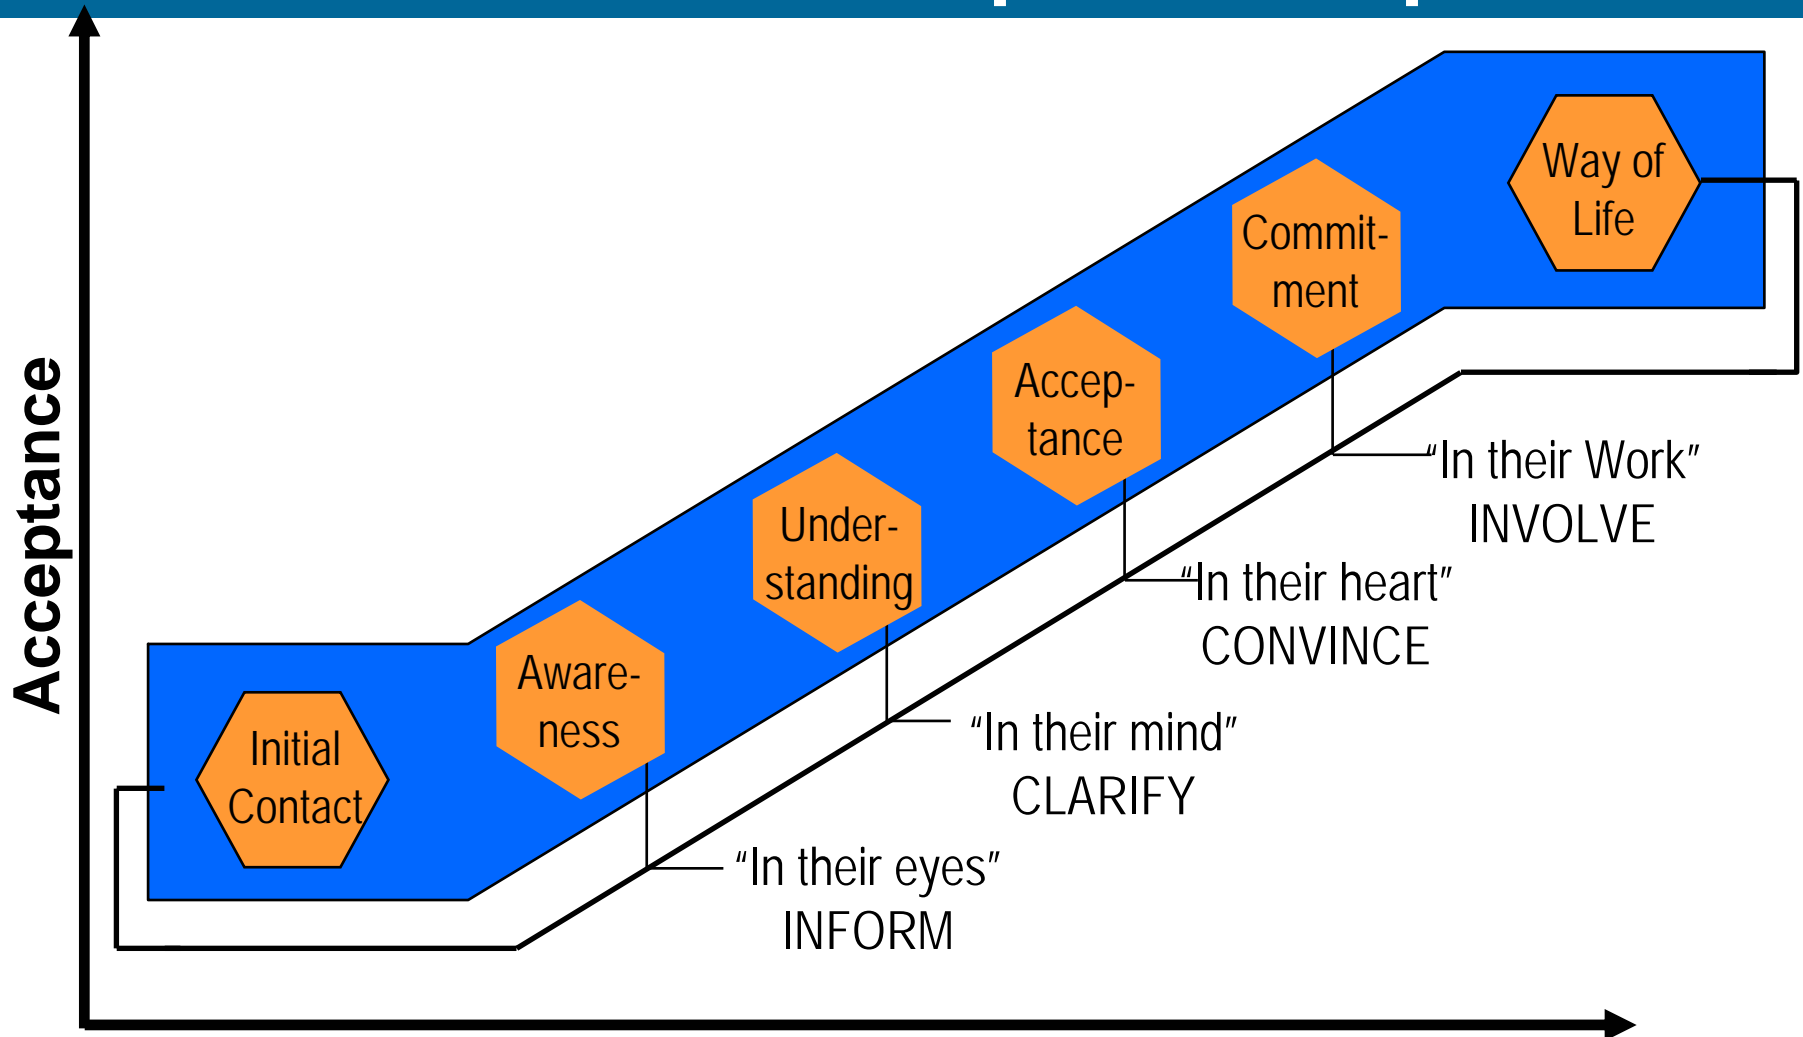 Acceptance
Way of
Life
Commit-
ment
Accep-
tance
Under-
standing
Aware-
ness
Initial
Contact
“In their Work”
INVOLVE
“In their heart”
CONVINCE
“In their mind”
CLARIFY
“In their eyes”
INFORM